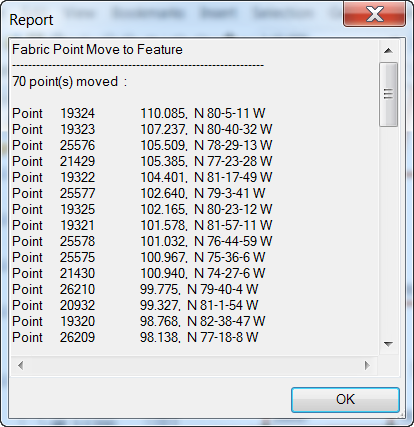 Report
Fabric Point Move to Feature
------------------------------------------------------------
70 point(s) moved :
Point 19324 110.085, N 80-5-11 W
Point 19323 107.237, N 80-40-32 W
Point 25576 105.509, N 78-29-13 W
Point 21429 105.385, N 77-23-28 W
Point 19322 104.401, N 81-17-49 W
Point 25577 102.640, N 79-3-41 W
Point 19325 102.165, N 80-23-12 W
Point 19321 101.578, N 81-57-11 W
Point 25578 101.032, N 76-44-59 W
Point 25575 100.967, N 75-36-6 W
Point 21430 100.940, N 74-27-6 W
Point 26210 99.775, N 79-40-4 W
Point 20932 99.327, N 81-1-54 W
Point 19320 98.768, N 82-38-47 W
Point 26209 98.138, N 77-18-8 W
OK